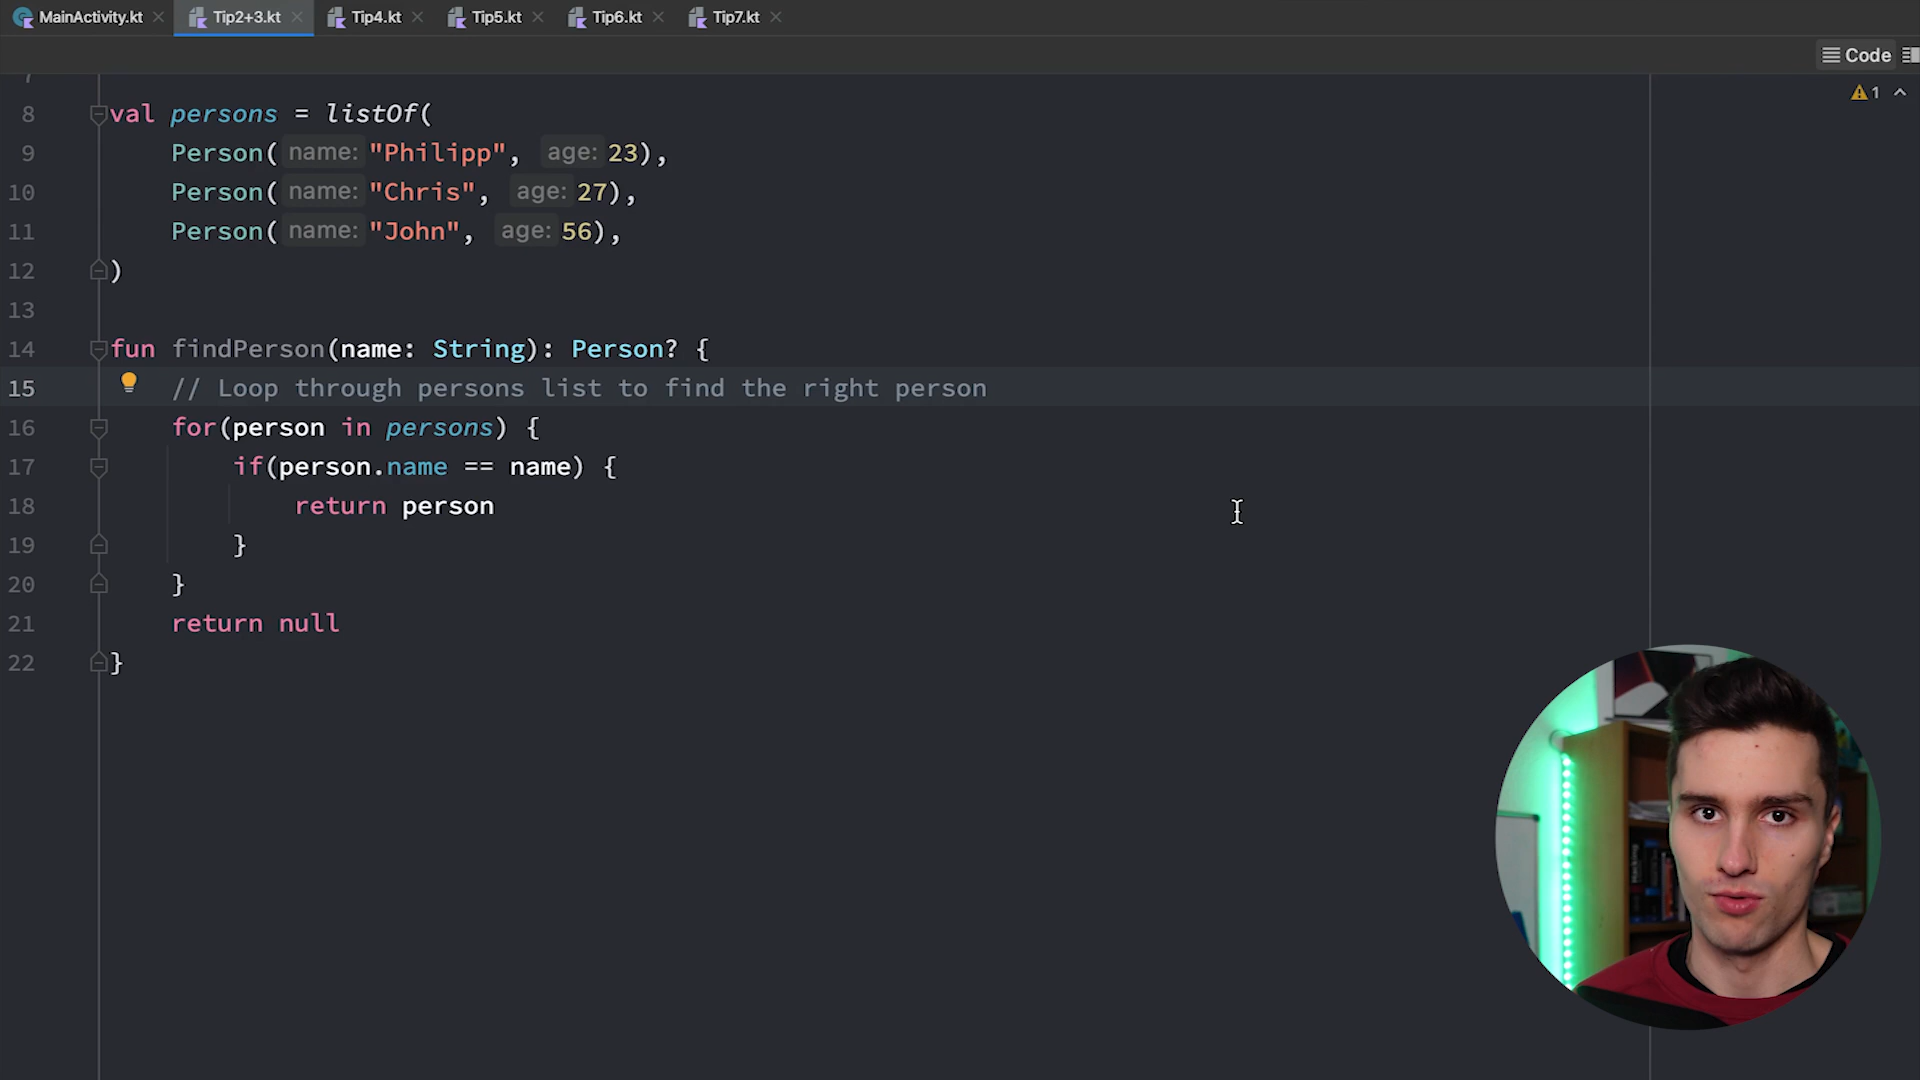 MainActivity.kt Tip2+3.kt Tip4.kt Tip5.kt Tip6.kt Tip7.kt
Code
1
8 val persons = listOf(
9 Person( name: "Philipp", age: 23),
10 Person( name: "Chris", age: 27),
11 Person( name: "John", age: 56),
12 )
13
14 fun findPerson(name: String): Person? {
15 // Loop through persons list to find the right person
16 for(person in persons) {
17 if(person.name == name) {
18 return person
19 }
20 }
21 return null
22 }